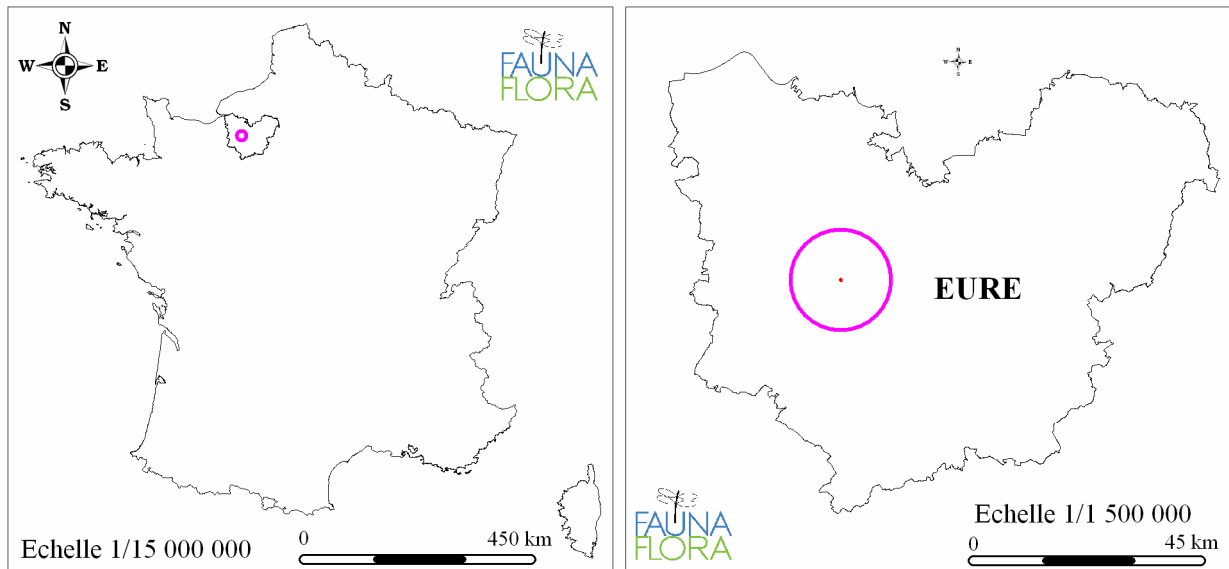 N
W E
S
FAUNA
FLORA
Echelle 1/15 000 000
0 450 km
N
W E
S
EURE
FAUNA
FLORA
Echelle 1/1 500 000
0 45 km